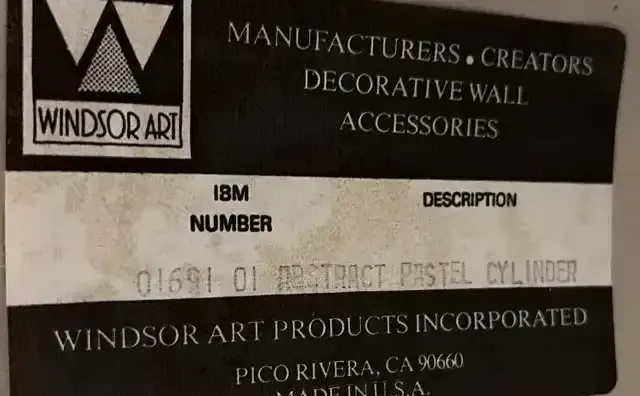 WINDSOR ART
MANUFACTURERS • CREATORS
DECORATIVE WALL
ACCESSORIES
IBM
NUMBER
DESCRIPTION
01691 01 ABSTRACT PASTEL CYLINDER
WINDSOR ART PRODUCTS INCORPORATED
PICO RIVERA, CA 90660
MADE IN U.S.A.